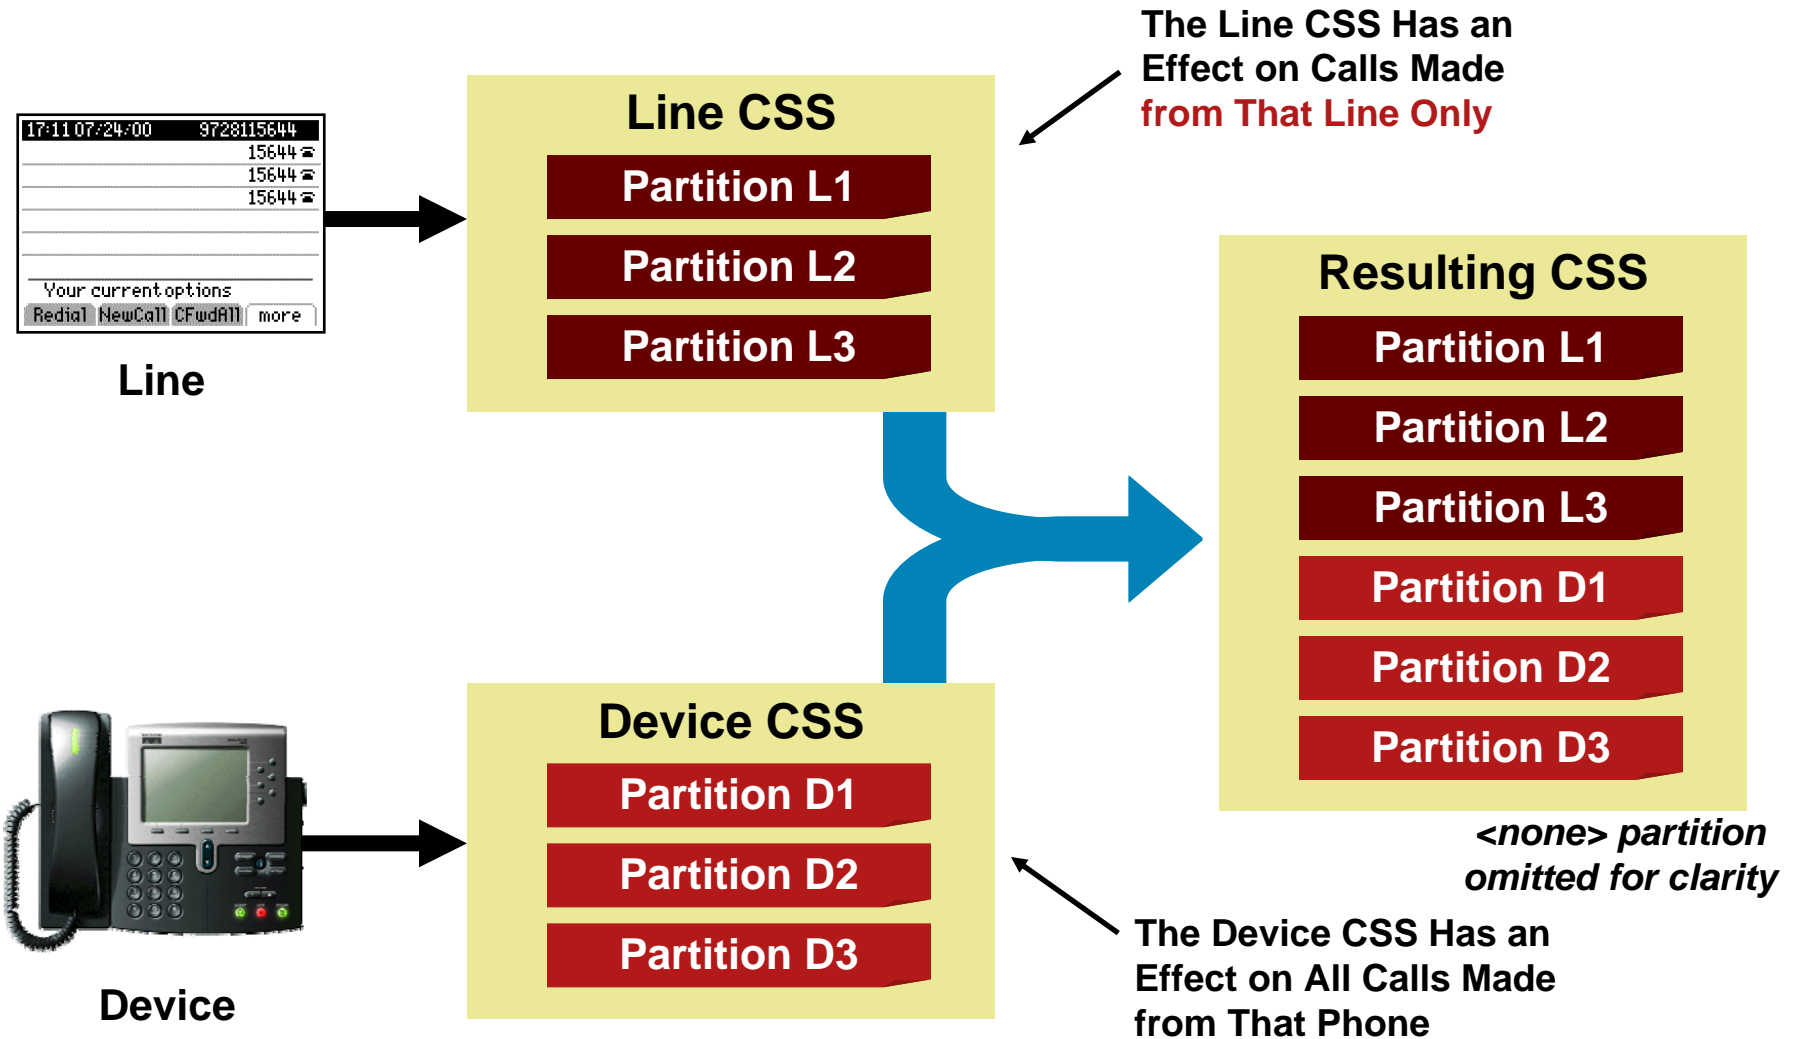 The Line CSS Has an
Effect on Calls Made
from That Line Only
17:11 07/24/00 9728115644
15644
15644
15644
Your current options
Redial NewCall CFwdAll more
Line
Line CSS
Partition L1
Partition L2
Partition L3
Resulting CSS
Partition L1
Partition L2
Partition L3
Partition D1
Partition D2
Partition D3
<none> partition
omitted for clarity
Device CSS
Partition D1
Partition D2
Partition D3
Device
The Device CSS Has an
Effect on All Calls Made
from That Phone